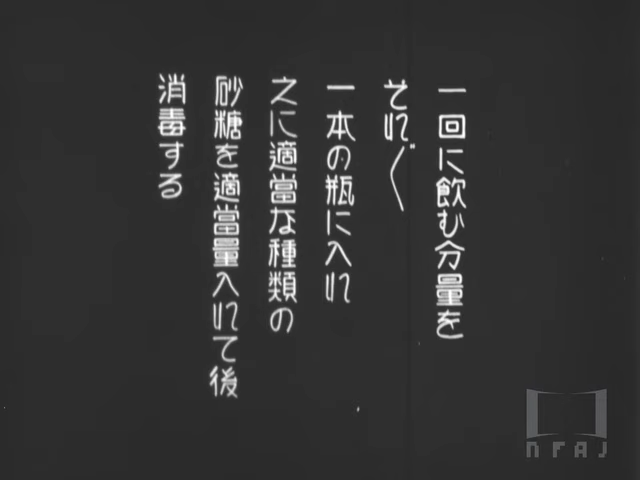 一回に飲む分量を
それ〲
一本の瓶に入れ
之に適當な種類の
砂糖を適當量入れて後
消毒する
NFAJ